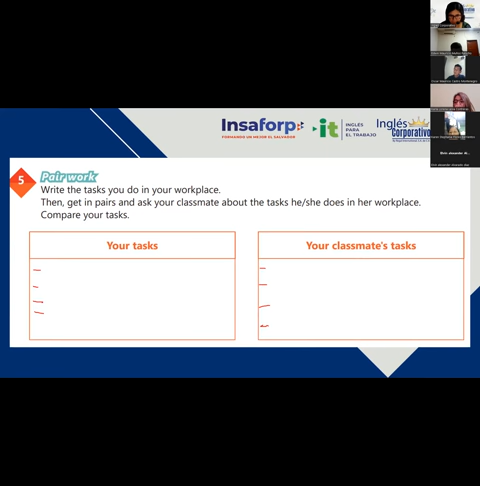 Insaforp
FORMANDO UN MEJOR EL SALVADOR
it
INGLÉS
PARA
EL TRABAJO
Inglés
Corporativo
5
Pair work
Write the tasks you do in your workplace.
Then, get in pairs and ask your classmate about the tasks he/she does in her workplace.
Compare your tasks.
Your tasks
Your classmate's tasks